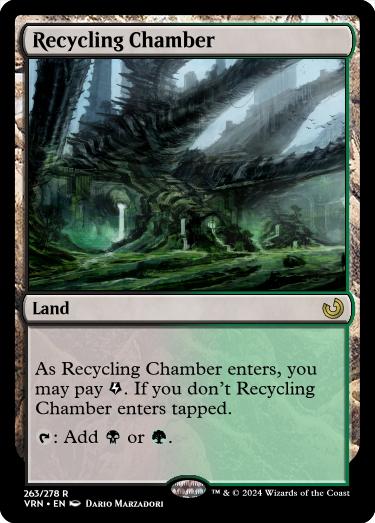 Recycling Chamber
Land
As Recycling Chamber enters, you
may pay . If you don't Recycling
Chamber enters tapped.
: Add or .
263/278 R
VRN • EN Dario Marzadori
™ & © 2024 Wizards of the Coast